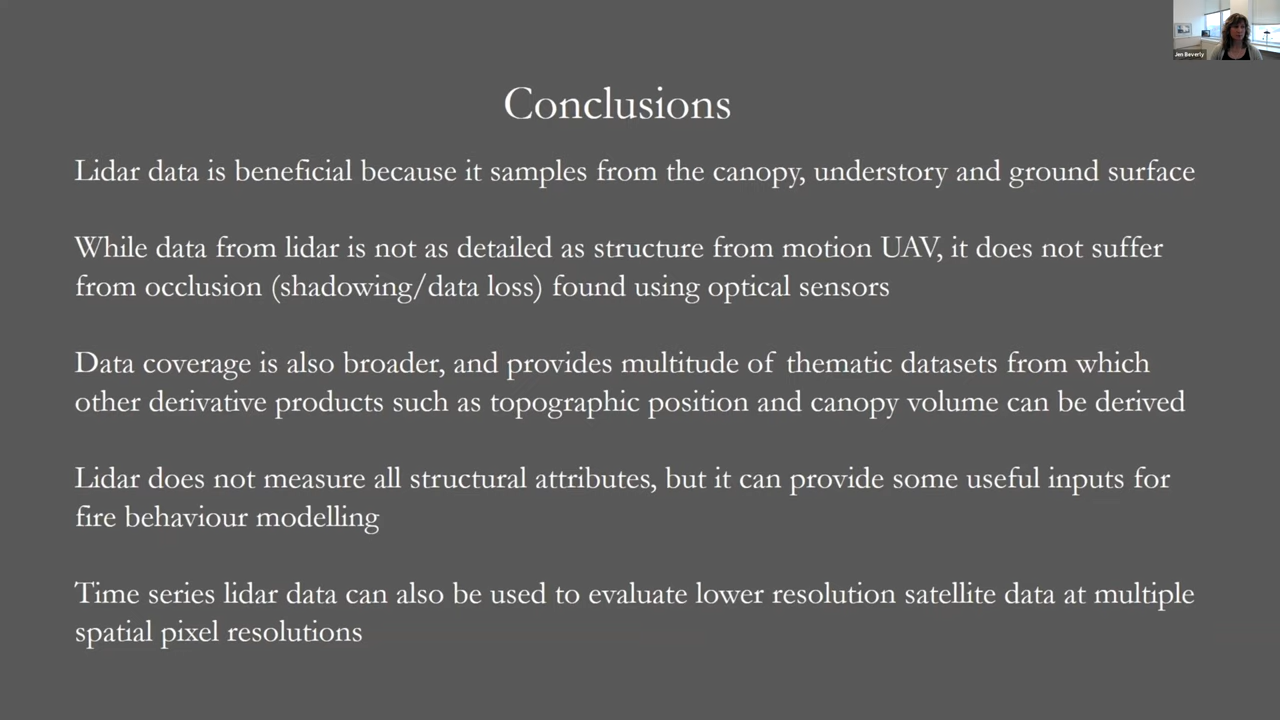 Jen Beverly
Conclusions
Lidar data is beneficial because it samples from the canopy, understory and ground surface
While data from lidar is not as detailed as structure from motion UAV, it does not suffer
from occlusion (shadowing/data loss) found using optical sensors
Data coverage is also broader, and provides multitude of thematic datasets from which
other derivative products such as topographic position and canopy volume can be derived
Lidar does not measure all structural attributes, but it can provide some useful inputs for
fire behaviour modelling
Time series lidar data can also be used to evaluate lower resolution satellite data at multiple
spatial pixel resolutions